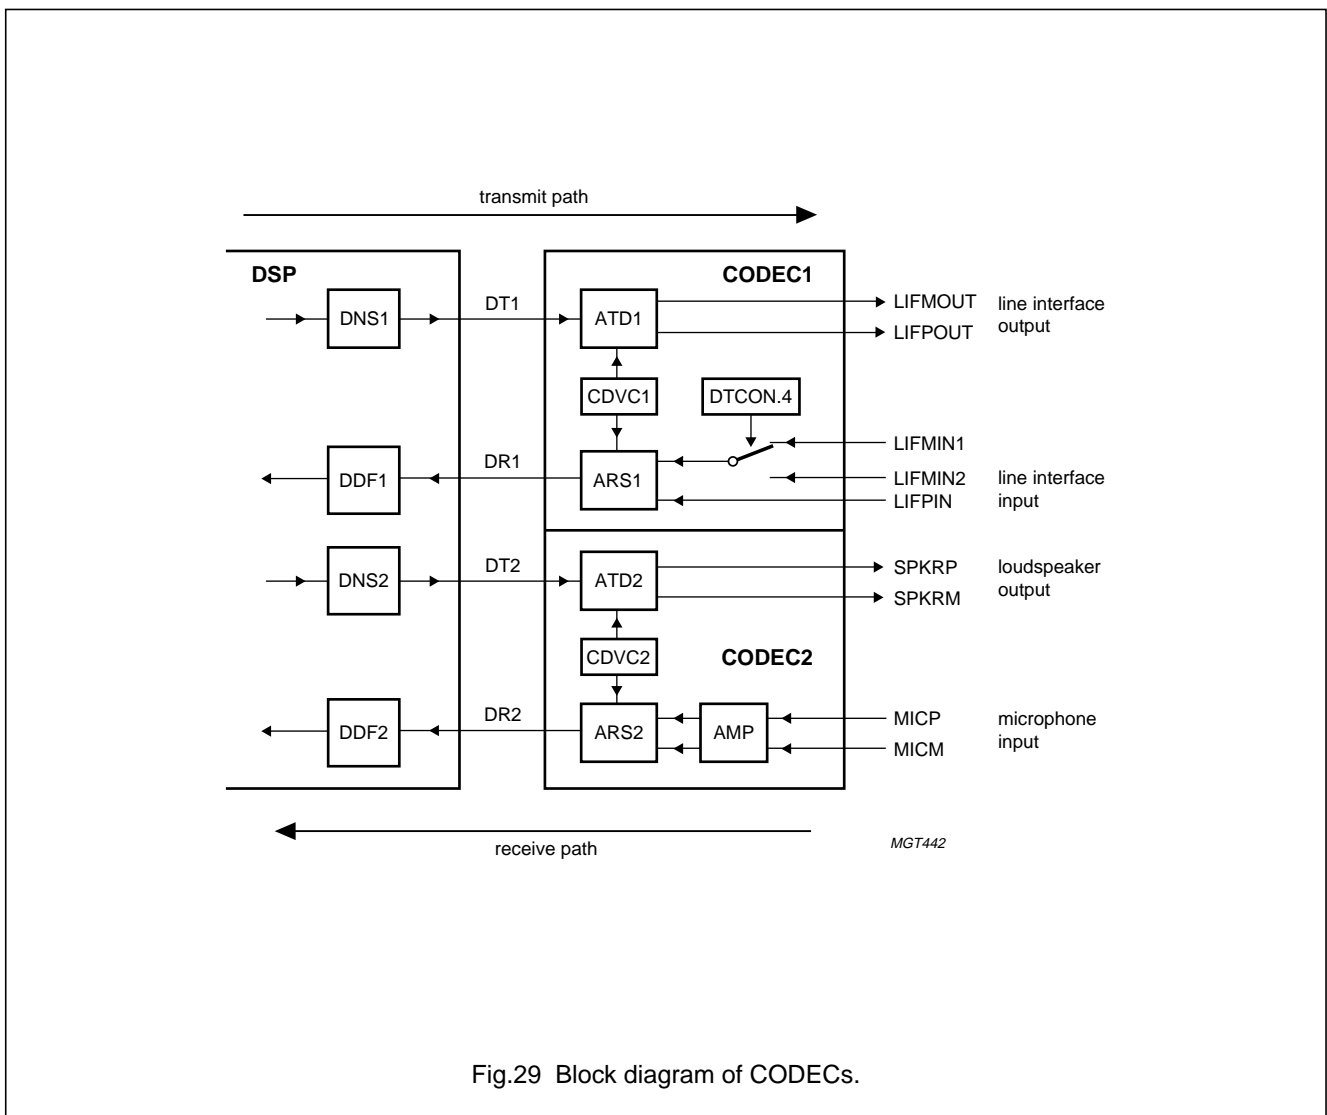 transmit path
DSP
CODEC1
DNS1
DT1
ATD1
LIFMOUT
LIFPOUT
line interface
output
CDVC1
DTCON.4
DDF1
DR1
ARS1
LIFMIN1
LIFMIN2
LIFPIN
line interface
input
DNS2
DT2
ATD2
SPKRP
SPKRM
loudspeaker
output
CDVC2
CODEC2
DDF2
DR2
ARS2
AMP
MICP
MICM
microphone
input
receive path
MGT442
Fig.29 Block diagram of CODECs.